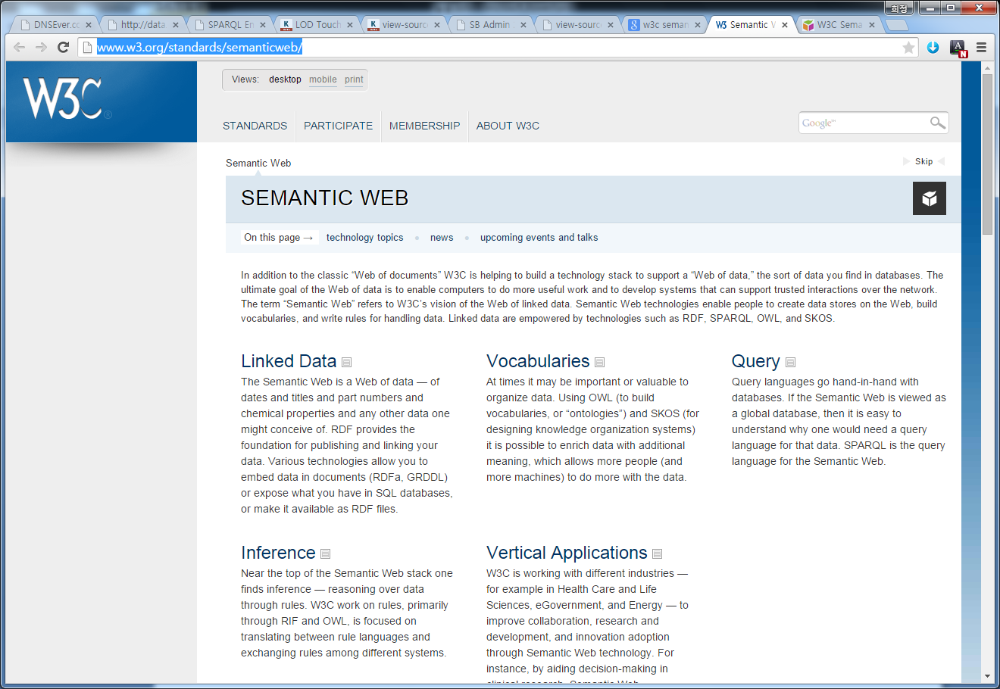 희정
DNSEver.co
http://data
SPARQL En
LOD Touch
view-sourc
SB Admin
view-sourc
w3c seman
W3 Semantic
W3C Sema
www.w3.org/standards/semanticweb/
W3C®
Views: desktop mobile print
STANDARDS PARTICIPATE MEMBERSHIP ABOUT W3C
Google™
Semantic Web
Skip
SEMANTIC WEB
On this page → technology topics • news • upcoming events and talks
In addition to the classic “Web of documents” W3C is helping to build a technology stack to support a “Web of data,” the sort of data you find in databases. The
ultimate goal of the Web of data is to enable computers to do more useful work and to develop systems that can support trusted interactions over the network.
The term “Semantic Web” refers to W3C’s vision of the Web of linked data. Semantic Web technologies enable people to create data stores on the Web, build
vocabularies, and write rules for handling data. Linked data are empowered by technologies such as RDF, SPARQL, OWL, and SKOS.
Linked Data
The Semantic Web is a Web of data — of
dates and titles and part numbers and
chemical properties and any other data one
might conceive of. RDF provides the
foundation for publishing and linking your
data. Various technologies allow you to
embed data in documents (RDFa, GRDDL)
or expose what you have in SQL databases,
or make it available as RDF files.
Vocabularies
At times it may be important or valuable to
organize data. Using OWL (to build
vocabularies, or “ontologies”) and SKOS (for
designing knowledge organization systems)
it is possible to enrich data with additional
meaning, which allows more people (and
more machines) to do more with the data.
Query
Query languages go hand-in-hand with
databases. If the Semantic Web is viewed as
a global database, then it is easy to
understand why one would need a query
language for that data. SPARQL is the query
language for the Semantic Web.
Inference
Near the top of the Semantic Web stack one
finds inference — reasoning over data
through rules. W3C work on rules, primarily
through RIF and OWL, is focused on
translating between rule languages and
exchanging rules among different systems.
Vertical Applications
W3C is working with different industries —
for example in Health Care and Life
Sciences, eGovernment, and Energy — to
improve collaboration, research and
development, and innovation adoption
through Semantic Web technology. For
instance, by aiding decision-making in
clinical research, Semantic Web